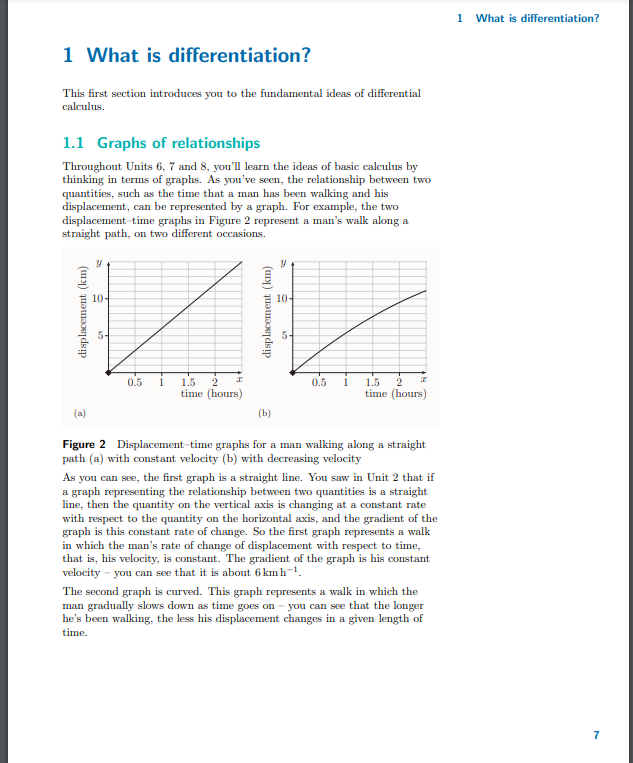 1 What is differentiation?
1 What is differentiation?
This first section introduces you to the fundamental ideas of differential
calculus.
1.1 Graphs of relationships
Throughout Units 6, 7 and 8, you'll learn the ideas of basic calculus by
thinking in terms of graphs. As you've seen, the relationship between two
quantities, such as the time that a man has been walking and his
displacement, can be represented by a graph. For example, the two
displacement–time graphs in Figure 2 represent a man's walk along a
straight path, on two different occasions.
y
displacement (km)
10
5
0.5 1 1.5 2 x
time (hours)
(a)
y
displacement (km)
10
5
0.5 1 1.5 2 x
time (hours)
(b)
Figure 2 Displacement–time graphs for a man walking along a straight
path (a) with constant velocity (b) with decreasing velocity
As you can see, the first graph is a straight line. You saw in Unit 2 that if
a graph representing the relationship between two quantities is a straight
line, then the quantity on the vertical axis is changing at a constant rate
with respect to the quantity on the horizontal axis, and the gradient of the
graph is this constant rate of change. So the first graph represents a walk
in which the man's rate of change of displacement with respect to time,
that is, his velocity, is constant. The gradient of the graph is his constant
velocity – you can see that it is about 6 km h⁻¹.
The second graph is curved. This graph represents a walk in which the
man gradually slows down as time goes on – you can see that the longer
he's been walking, the less his displacement changes in a given length of
time.
7